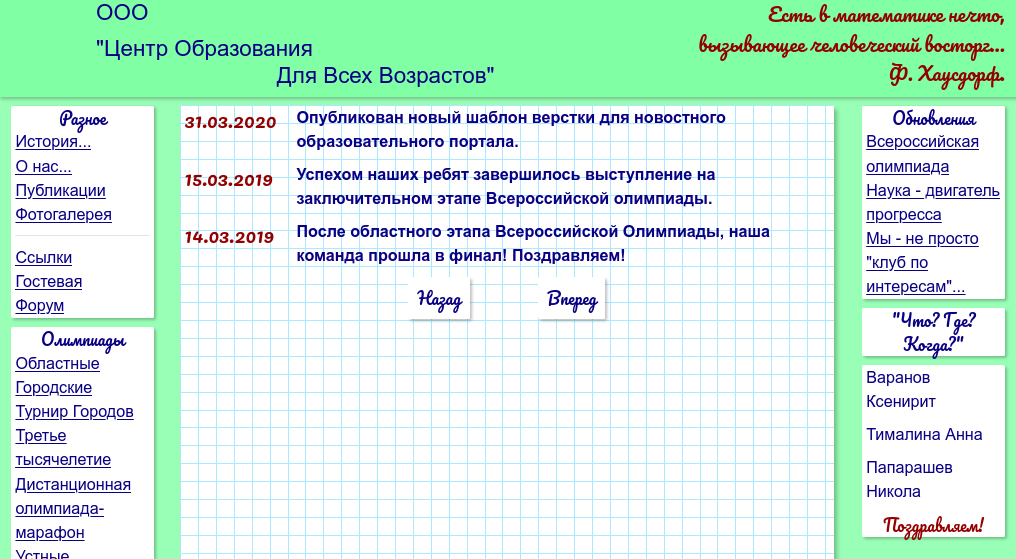 ООО
"Центр Образования
Для Всех Возрастов"
Есть в математике нечто,
вызывающее человеческий восторг...
Ф. Хаусдорф.
Разное
История...
О нас...
Публикации
Фотогалерея
Ссылки
Гостевая
Форум
Олимпиады
Областные
Городские
Турнир Городов
Третье
тысячелетие
Дистанционная
олимпиада-
марафон
Устные
31.03.2020
Опубликован новый шаблон верстки для новостного
образовательного портала.
15.03.2019
Успехом наших ребят завершилось выступление на
заключительном этапе Всероссийской олимпиады.
14.03.2019
После областного этапа Всероссийской Олимпиады, наша
команда прошла в финал! Поздравляем!
Назад
Вперед
Обновления
Всероссийская
олимпиада
Наука - двигатель
прогресса
Мы - не просто
"клуб по
интересам"...
"Что? Где?
Когда?"
Варанов
Ксенирит
Тималина Анна
Папарашев
Никола
Поздравляем!